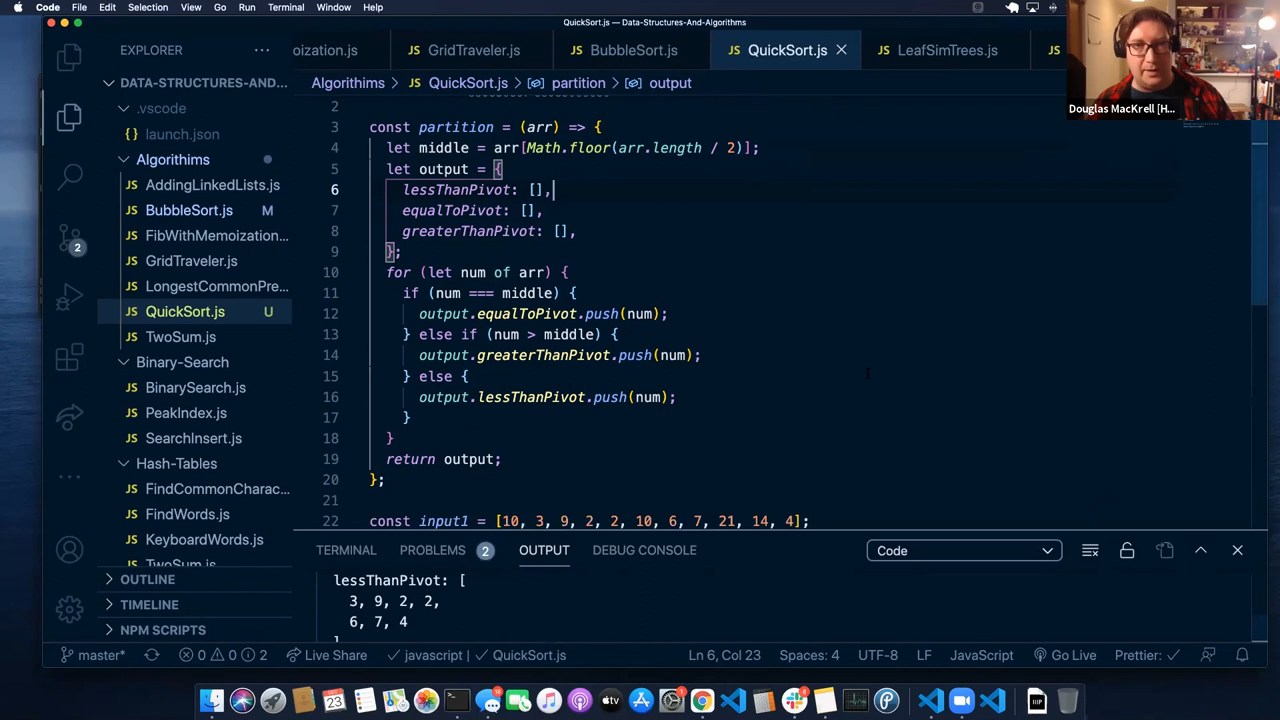 Code File Edit Selection View Go Run Terminal Window Help
QuickSort.js — Data-Structures-And-Algorithms
EXPLORER
oization.js
JS GridTraveler.js
JS BubbleSort.js
JS QuickSort.js
JS LeafSimTrees.js
JS
Douglas MacKrell [H...
DATA-STRUCTURES-AND-...
.vscode
{} launch.json
Algorithims
JS AddingLinkedLists.js
JS BubbleSort.js M
JS FibWithMemoization...
JS GridTraveler.js
JS LongestCommonPre...
JS QuickSort.js U
JS TwoSum.js
Binary-Search
JS BinarySearch.js
JS PeakIndex.js
JS SearchInsert.js
Hash-Tables
JS FindCommonCharac...
JS FindWords.js
JS KeyboardWords.js
JS TwoSum.js
OUTLINE
TIMELINE
NPM SCRIPTS
2
Algorithims > JS QuickSort.js > partition > output
2
3 const partition = (arr) => {
4 let middle = arr[Math.floor(arr.length / 2)];
5 let output = {
6 lessThanPivot: [],
7 equalToPivot: [],
8 greaterThanPivot: [],
9 };
10 for (let num of arr) {
11 if (num === middle) {
12 output.equalToPivot.push(num);
13 } else if (num > middle) {
14 output.greaterThanPivot.push(num);
15 } else {
16 output.lessThanPivot.push(num);
17 }
18 }
19 return output;
20 };
21
22 const input1 = [10, 3, 9, 2, 2, 10, 6, 7, 21, 14, 4];
TERMINAL PROBLEMS 2 OUTPUT DEBUG CONSOLE Code
lessThanPivot: [
3, 9, 2, 2,
6, 7, 4
]
master* 0 0 2 Live Share javascript | QuickSort.js Ln 6, Col 23 Spaces: 4 UTF-8 LF JavaScript Go Live Prettier:
23
18
tv
1
8